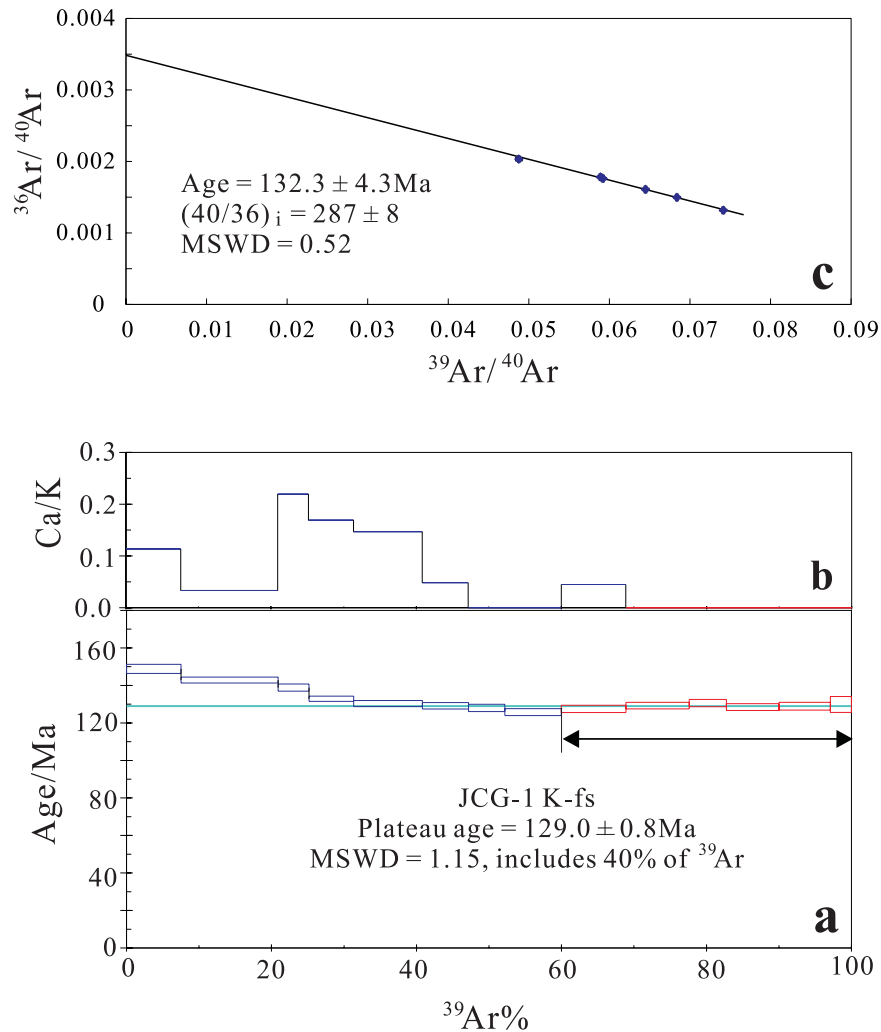 0.004
0.003
0.002
0.001
0
36Ar/ 40Ar
Age = 132.3 ± 4.3Ma
(40/36) i = 287 ± 8
MSWD = 0.52
c
0 0.01 0.02 0.03 0.04 0.05 0.06 0.07 0.08 0.09
39Ar/ 40Ar
0.3
0.2
0.1
0.0
Ca/K
b
160
120
80
40
0
Age/Ma
JCG-1 K-fs
Plateau age = 129.0 ± 0.8Ma
MSWD = 1.15, includes 40% of 39Ar
a
0 20 40 60 80 100
39Ar%